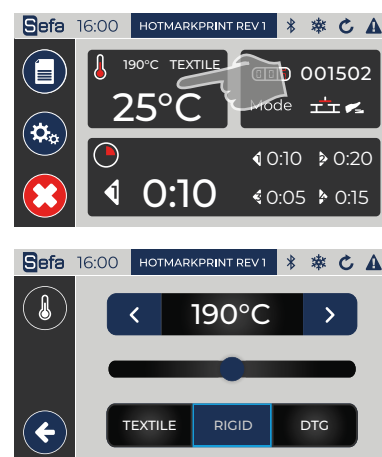 Sefa 16:00 HOTMARKPRINT REV 1
190°C TEXTILE
25°C
001502
Mode
1 0:10
0:10 0:20
0:05 0:15
Sefa 16:00 HOTMARKPRINT REV 1
190°C
TEXTILE RIGID DTG